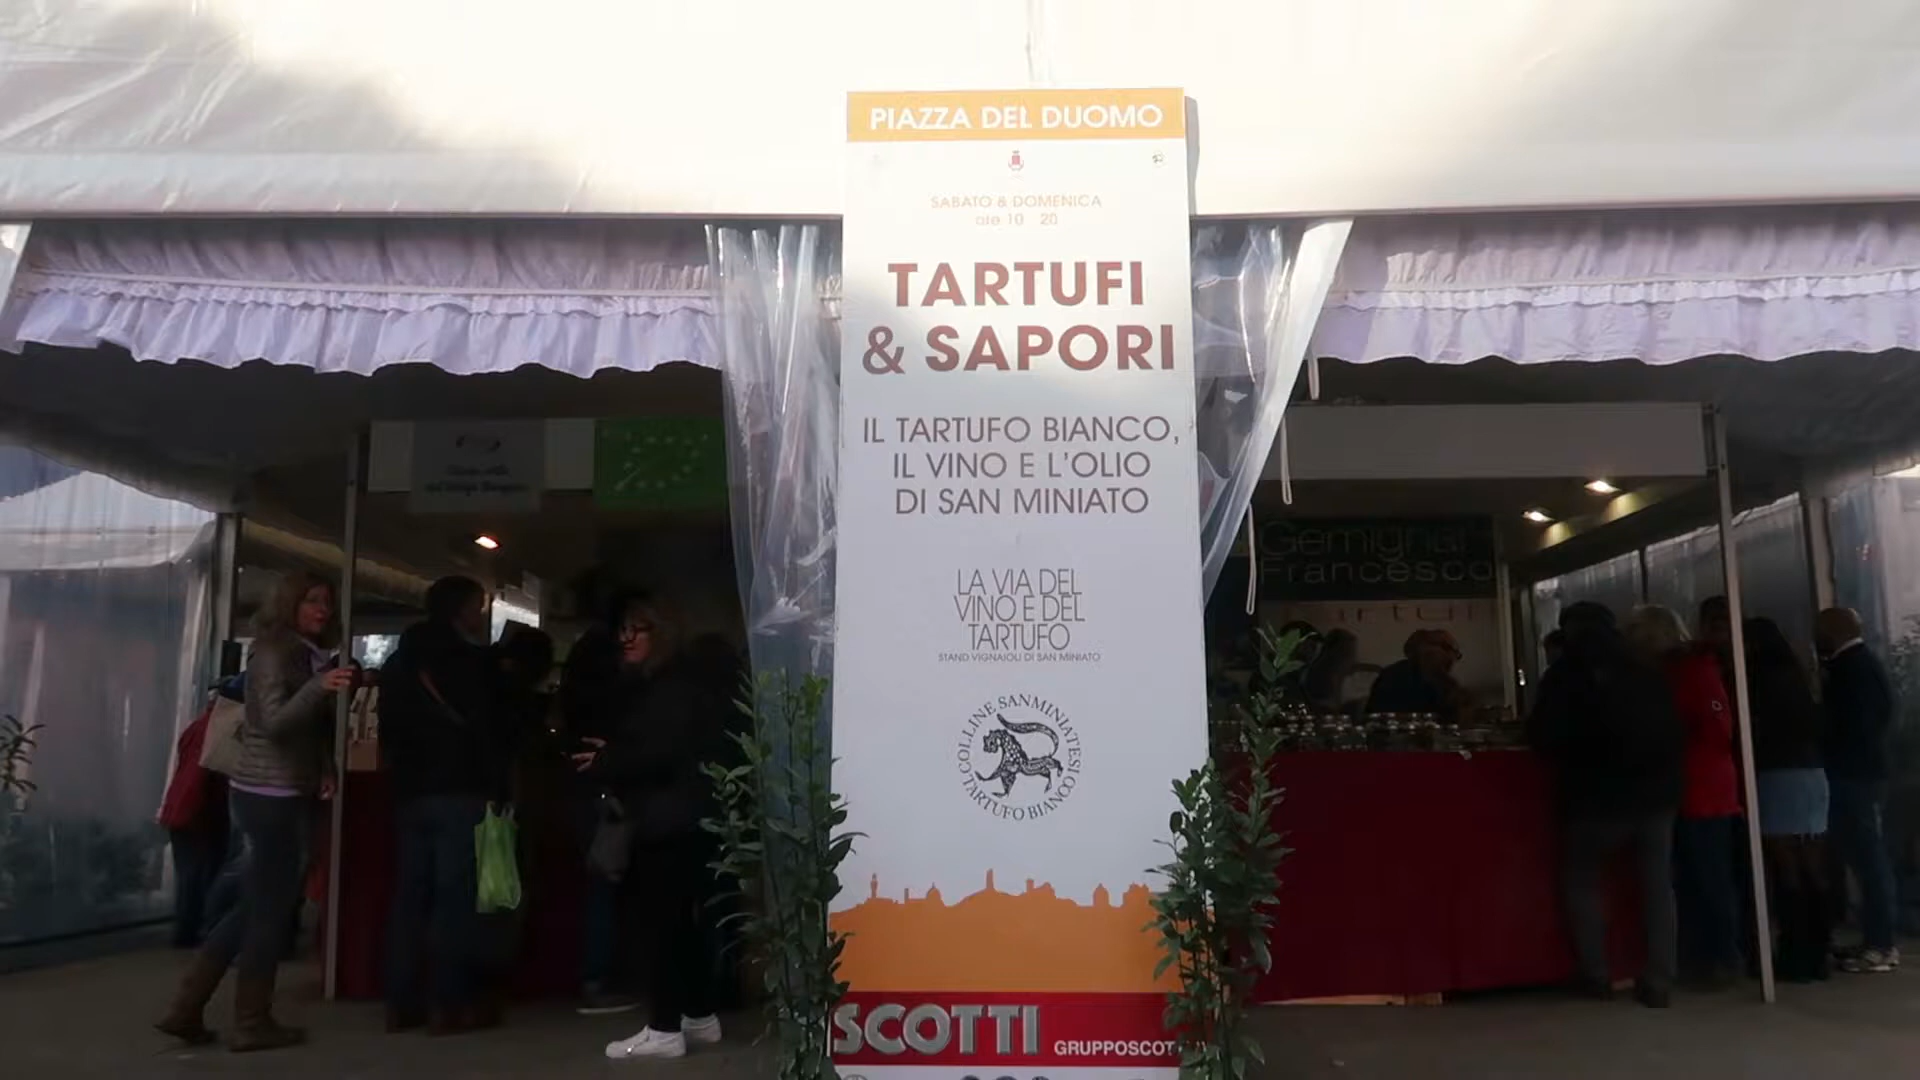 PIAZZA DEL DUOMO
SABATO & DOMENICA
ore 10 20
TARTUFI
& SAPORI
IL TARTUFO BIANCO,
IL VINO E L'OLIO
DI SAN MINIATO
LA VIA DEL
VINO E DEL
TARTUFO
STAND VIGNAIOLI DI SAN MINIATO
COLLINE SANMINIATESI
TARTUFO BIANCO
SCOTTI
GRUPPOSCOT
Francesco